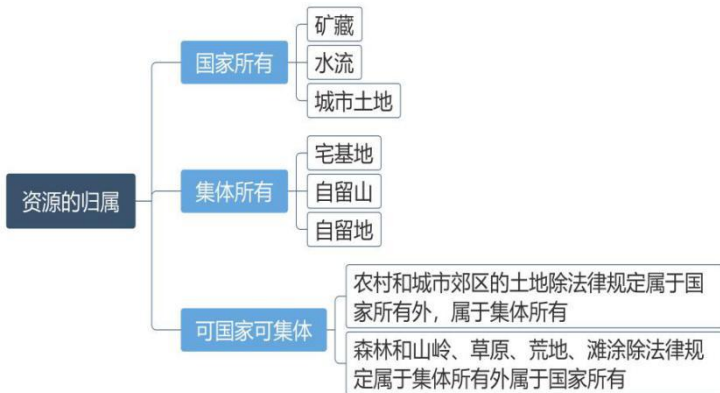 资源的归属
国家所有
矿藏
水流
城市土地
集体所有
宅基地
自留山
自留地
可国家可集体
农村和城市郊区的土地除法律规定属于国
家所有外，属于集体所有
森林和山岭、草原、荒地、滩涂除法律规
定属于集体所有外属于国家所有